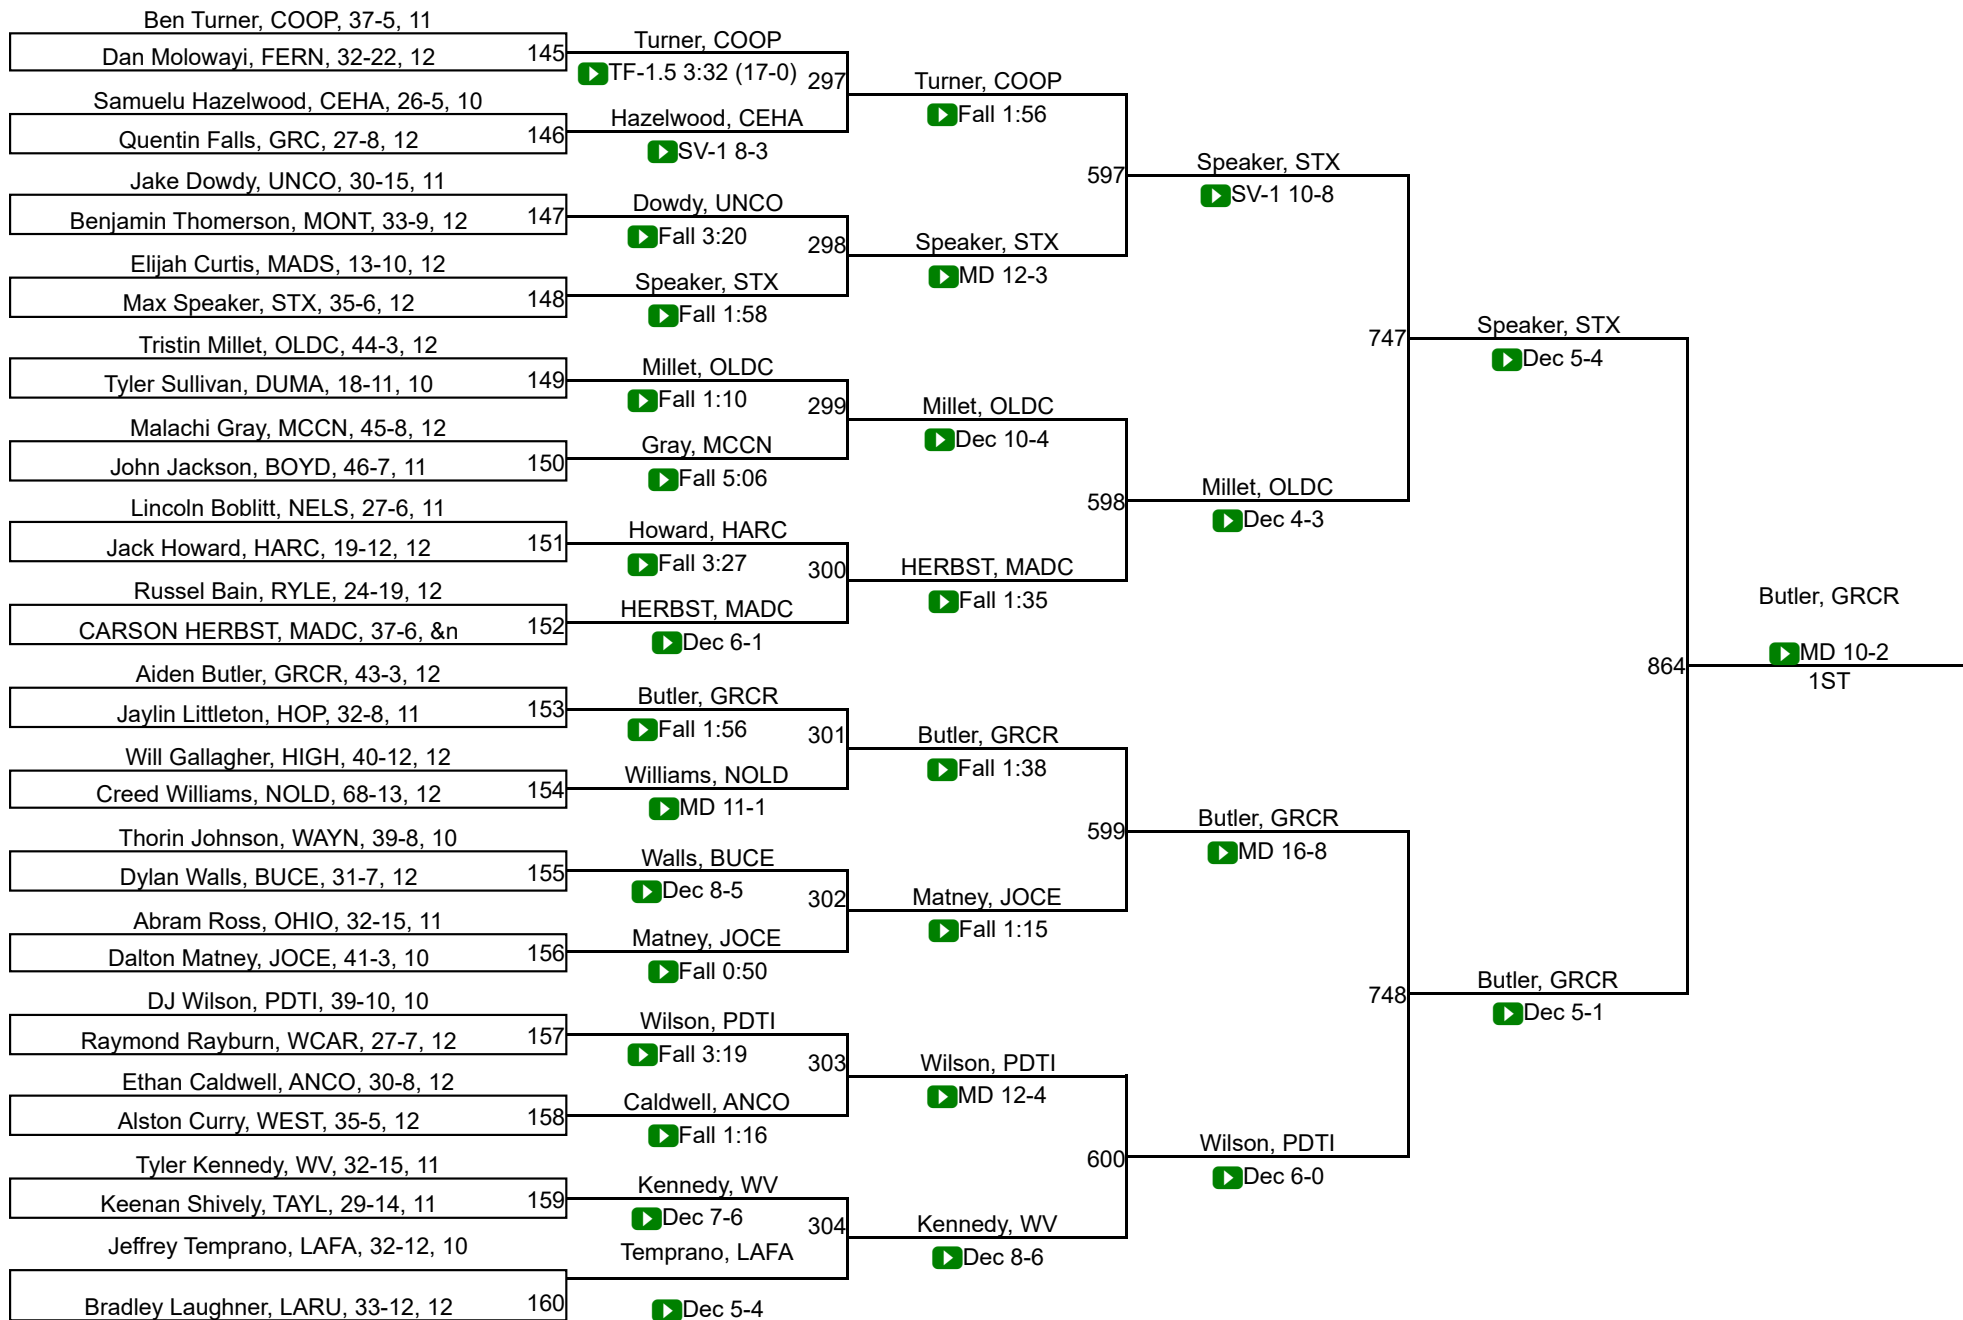 Ben Turner, COOP, 37-5, 11
Dan Molowayi, FERN, 32-22, 12
145
Samuelu Hazelwood, CEHA, 26-5, 10
Quentin Falls, GRC, 27-8, 12
146
Jake Dowdy, UNCO, 30-15, 11
Benjamin Thomerson, MONT, 33-9, 12
147
Elijah Curtis, MADS, 13-10, 12
Max Speaker, STX, 35-6, 12
148
Tristin Millet, OLDC, 44-3, 12
Tyler Sullivan, DUMA, 18-11, 10
149
Malachi Gray, MCCN, 45-8, 12
John Jackson, BOYD, 46-7, 11
150
Lincoln Boblitt, NELS, 27-6, 11
Jack Howard, HARC, 19-12, 12
151
Russel Bain, RYLE, 24-19, 12
CARSON HERBST, MADC, 37-6, &n
152
Aiden Butler, GRCR, 43-3, 12
Jaylin Littleton, HOP, 32-8, 11
153
Will Gallagher, HIGH, 40-12, 12
Creed Williams, NOLD, 68-13, 12
154
Thorin Johnson, WAYN, 39-8, 10
Dylan Walls, BUCE, 31-7, 12
155
Abram Ross, OHIO, 32-15, 11
Dalton Matney, JOCE, 41-3, 10
156
DJ Wilson, PDTI, 39-10, 10
Raymond Rayburn, WCAR, 27-7, 12
157
Ethan Caldwell, ANCO, 30-8, 12
Alston Curry, WEST, 35-5, 12
158
Tyler Kennedy, WV, 32-15, 11
Keenan Shively, TAYL, 29-14, 11
159
Jeffrey Temprano, LAFA, 32-12, 10
Bradley Laughner, LARU, 33-12, 12
160
Turner, COOP
TF-1.5 3:32 (17-0)
297
Hazelwood, CEHA
SV-1 8-3
Dowdy, UNCO
Fall 3:20
298
Speaker, STX
Fall 1:58
Millet, OLDC
Fall 1:10
299
Gray, MCCN
Fall 5:06
Howard, HARC
Fall 3:27
300
HERBST, MADC
Dec 6-1
Butler, GRCR
Fall 1:56
301
Williams, NOLD
MD 11-1
Walls, BUCE
Dec 8-5
302
Matney, JOCE
Fall 0:50
Wilson, PDTI
Fall 3:19
303
Caldwell, ANCO
Fall 1:16
Kennedy, WV
Dec 7-6
304
Temprano, LAFA
Dec 5-4
Turner, COOP
Fall 1:56
597
Speaker, STX
MD 12-3
Millet, OLDC
Dec 10-4
598
HERBST, MADC
Fall 1:35
Butler, GRCR
Fall 1:38
599
Matney, JOCE
Fall 1:15
Wilson, PDTI
MD 12-4
600
Kennedy, WV
Dec 8-6
Speaker, STX
SV-1 10-8
747
Millet, OLDC
Dec 4-3
Butler, GRCR
MD 16-8
748
Wilson, PDTI
Dec 6-0
Speaker, STX
Dec 5-4
864
Butler, GRCR
Dec 5-1
Butler, GRCR
MD 10-2
1ST